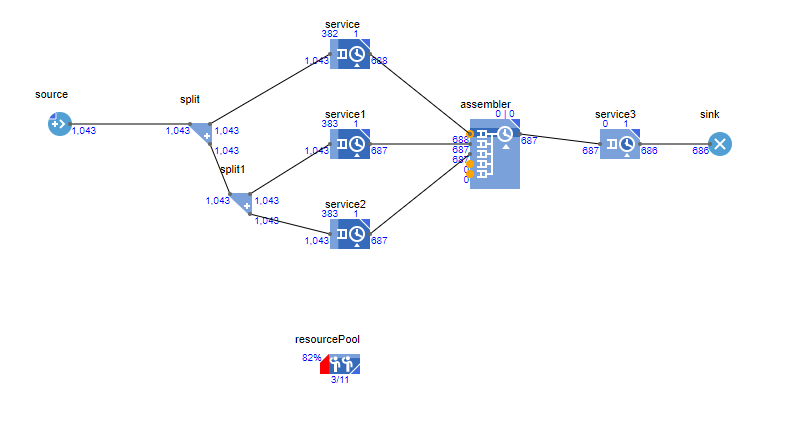 service
382 1
1,043 688
source
1,043
split
1,043 1,043
1,043
assembler
0 | 0
688
687
687
0
0
687
service1
383 1
1,043 687
service3
0 1
687 686
sink
686
split1
1,043 1,043
1,043
service2
383 1
1,043 687
resourcePool
82%
3/11